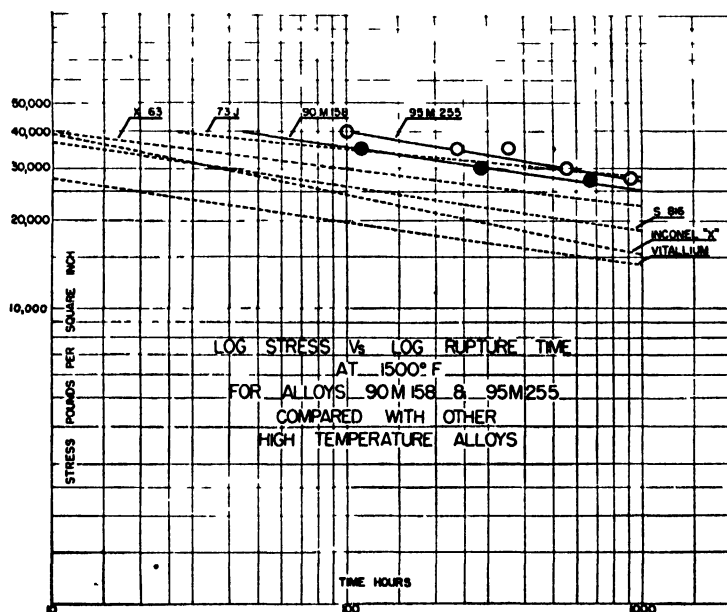 50,000
40,000
30,000
20,000
10,000
X 63
73 J
90 M 158
95 M 255
S 816
INCONEL "X"
VITALLIUM
STRESS POUNDS PER SQUARE INCH
LOG STRESS Vs LOG RUPTURE TIME
AT 1500° F
FOR ALLOYS 90 M 158 & 95 M 255
COMPARED WITH OTHER
HIGH TEMPERATURE ALLOYS
TIME HOURS
10
100
1000